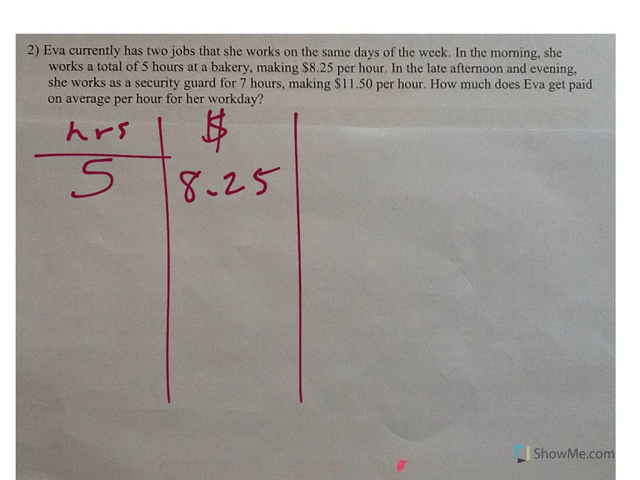 2) Eva currently has two jobs that she works on the same days of the week. In the morning, she
works a total of 5 hours at a bakery, making $8.25 per hour. In the late afternoon and evening,
she works as a security guard for 7 hours, making $11.50 per hour. How much does Eva get paid
on average per hour for her workday?
hrs $
5 8.25
ShowMe.com